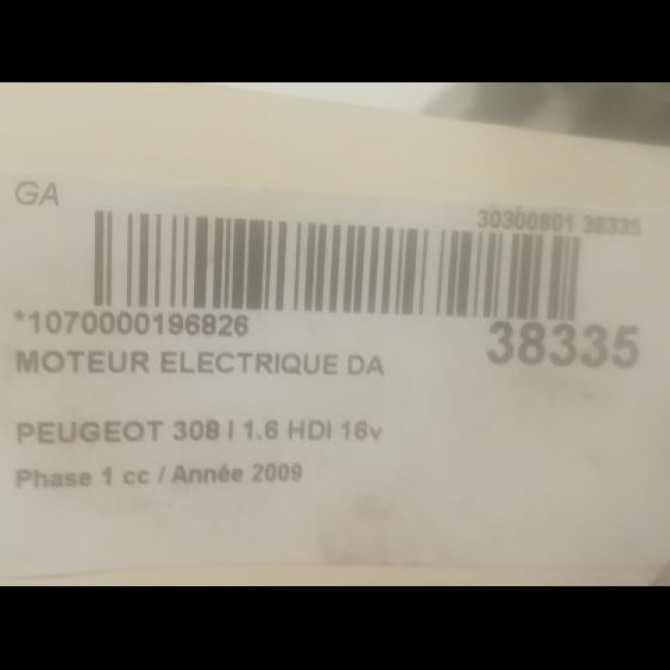 GA
30300801 38335
*1070000196826
38335
MOTEUR ELECTRIQUE DA
PEUGEOT 308 I 1.6 HDI 16v
Phase 1 cc / Année 2009